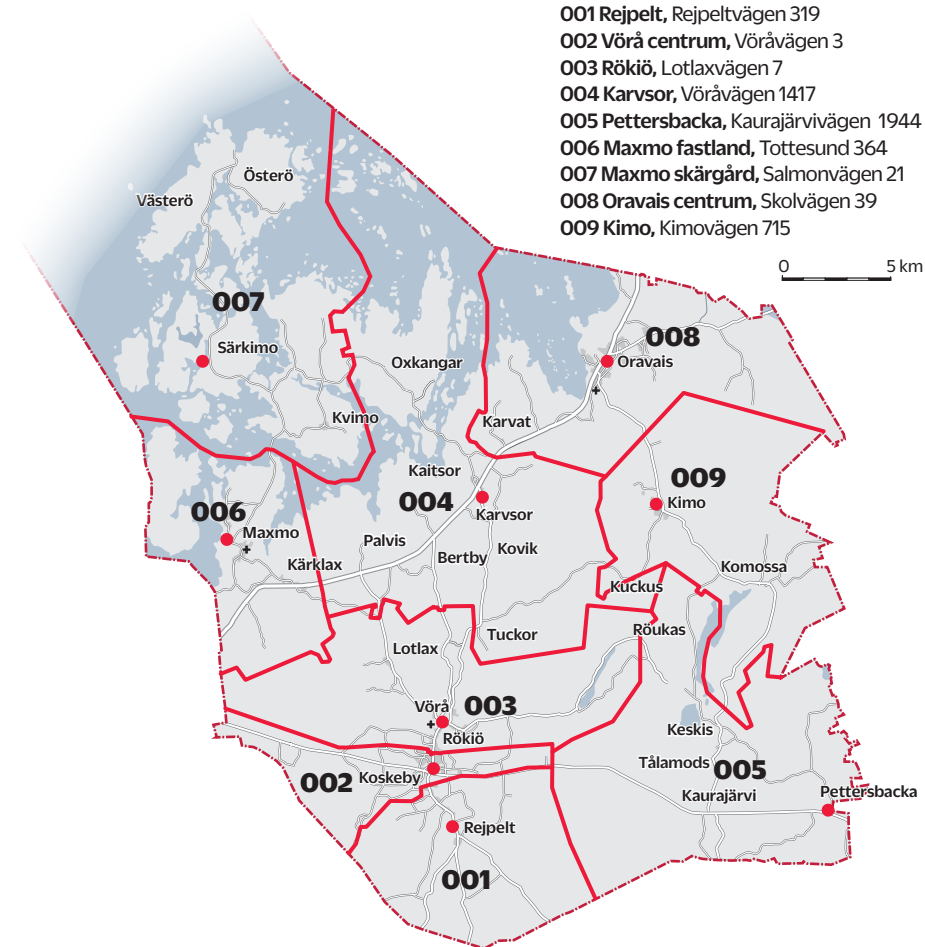 001 Rejpelt, Rejpeltvägen 319
002 Vörå centrum, Vöråvägen 3
003 Rökiö, Lotlaxvägen 7
004 Karvsor, Vöråvägen 1417
005 Pettersbacka, Kaurajärvivägen 1944
006 Maxmo fastland, Tottesund 364
007 Maxmo skärgård, Salmonvägen 21
008 Oravais centrum, Skolvägen 39
009 Kimo, Kimovägen 715
0 5 km
Österö
Västerö
007
Särkimo
008
Oravais
Oxkangar
Kvimo
Karvat
Kaitsor
004
Karvsor
009
Kimo
006
Maxmo
Palvis
Bertby
Kovik
Kärklax
Komossa
Kuckus
Tuckor
Röukas
Lotlax
Vörå
003
Rökiö
Keskis
Tålamods
005
002
Koskeby
Kaurajärvi
Pettersbacka
Rejpelt
001